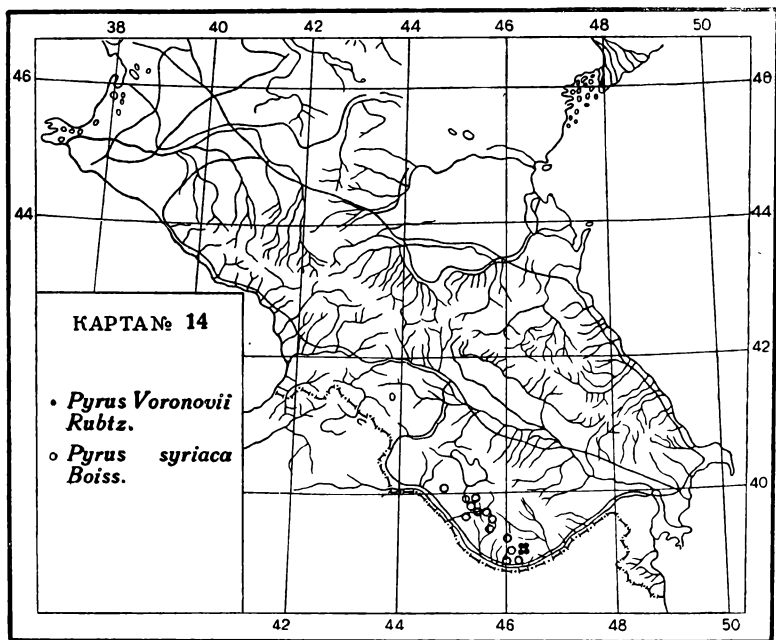 38 40 42 44 46 48 50
46 46
44 44
КАРТА № 14
• Pyrus Voronovii
Rubtz.
○ Pyrus syriaca
Boiss.
42
40
42 44 46 48 50